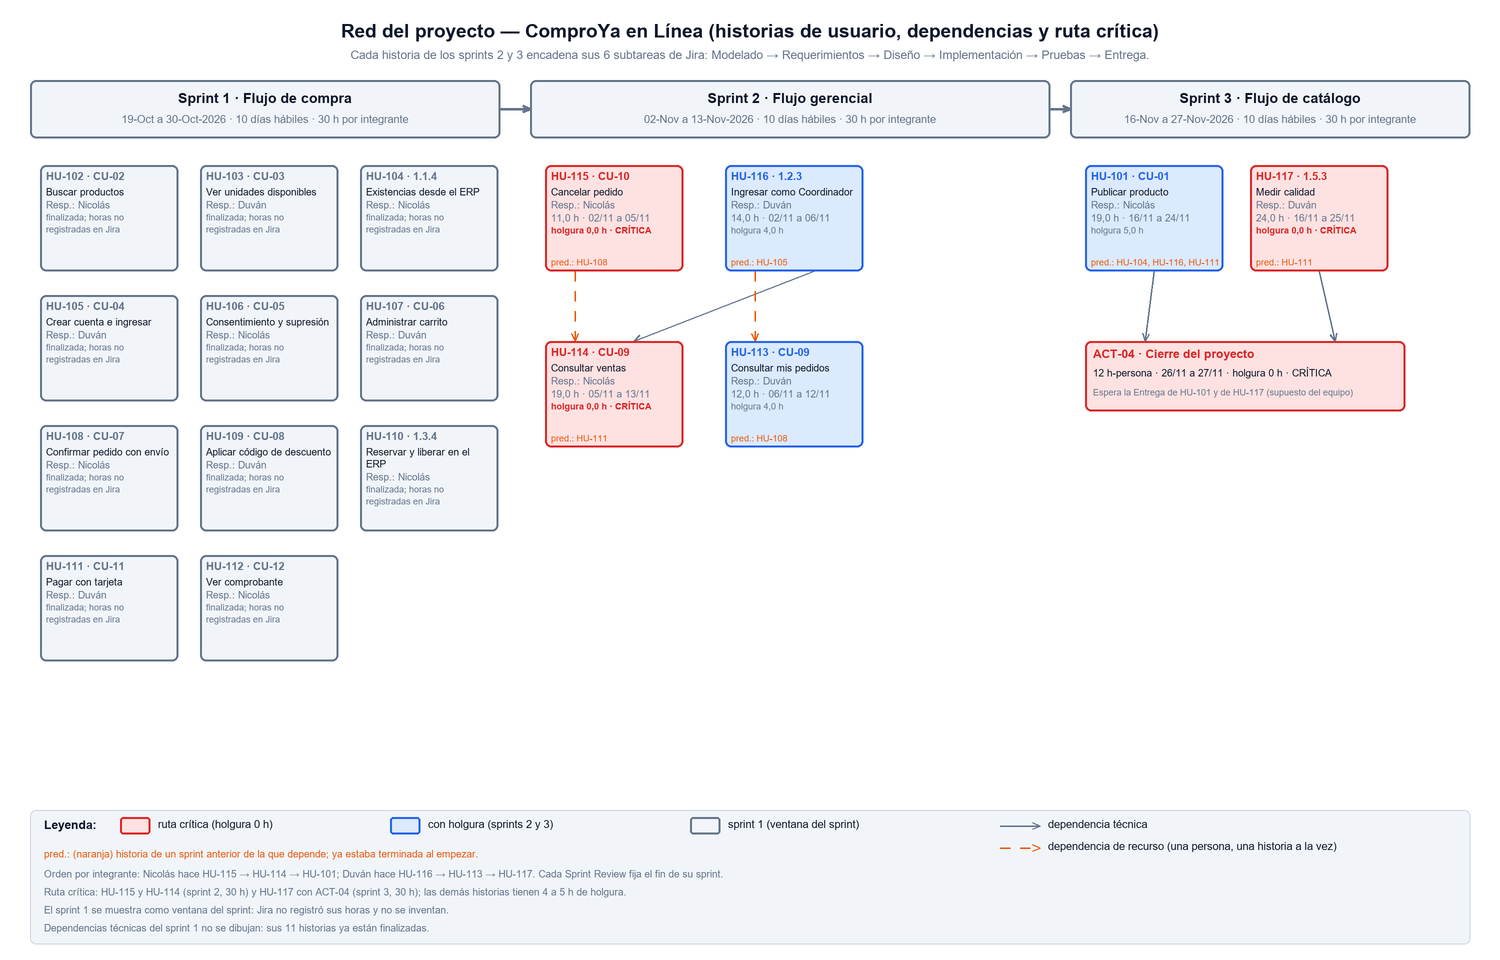 Red del proyecto — ComproYa en Línea (historias de usuario, dependencias y ruta crítica)
Cada historia de los sprints 2 y 3 encadena sus 6 subtareas de Jira: Modelado → Requerimientos → Diseño → Implementación → Pruebas → Entrega.
Sprint 1 · Flujo de compra
19-Oct a 30-Oct-2026 · 10 días hábiles · 30 h por integrante
Sprint 2 · Flujo gerencial
02-Nov a 13-Nov-2026 · 10 días hábiles · 30 h por integrante
Sprint 3 · Flujo de catálogo
16-Nov a 27-Nov-2026 · 10 días hábiles · 30 h por integrante
HU-102 · CU-02
Buscar productos
Resp.: Nicolás
finalizada; horas no
registradas en Jira
HU-103 · CU-03
Ver unidades disponibles
Resp.: Duván
finalizada; horas no
registradas en Jira
HU-104 · 1.1.4
Existencias desde el ERP
Resp.: Nicolás
finalizada; horas no
registradas en Jira
HU-105 · CU-04
Crear cuenta e ingresar
Resp.: Duván
finalizada; horas no
registradas en Jira
HU-106 · CU-05
Consentimiento y supresión
Resp.: Nicolás
finalizada; horas no
registradas en Jira
HU-107 · CU-06
Administrar carrito
Resp.: Duván
finalizada; horas no
registradas en Jira
HU-108 · CU-07
Confirmar pedido con envío
Resp.: Nicolás
finalizada; horas no
registradas en Jira
HU-109 · CU-08
Aplicar código de descuento
Resp.: Duván
finalizada; horas no
registradas en Jira
HU-110 · 1.3.4
Reservar y liberar en el
ERP
Resp.: Nicolás
finalizada; horas no
registradas en Jira
HU-111 · CU-11
Pagar con tarjeta
Resp.: Duván
finalizada; horas no
registradas en Jira
HU-112 · CU-12
Ver comprobante
Resp.: Nicolás
finalizada; horas no
registradas en Jira
HU-115 · CU-10
Cancelar pedido
Resp.: Nicolás
11,0 h · 02/11 a 05/11
holgura 0,0 h · CRÍTICA
pred.: HU-108
HU-116 · 1.2.3
Ingresar como Coordinador
Resp.: Duván
14,0 h · 02/11 a 06/11
holgura 4,0 h
pred.: HU-105
HU-114 · CU-09
Consultar ventas
Resp.: Nicolás
19,0 h · 05/11 a 13/11
holgura 0,0 h · CRÍTICA
pred.: HU-111
HU-113 · CU-09
Consultar mis pedidos
Resp.: Duván
12,0 h · 06/11 a 12/11
holgura 4,0 h
pred.: HU-108
HU-101 · CU-01
Publicar producto
Resp.: Nicolás
19,0 h · 16/11 a 24/11
holgura 5,0 h
pred.: HU-104, HU-116, HU-111
HU-117 · 1.5.3
Medir calidad
Resp.: Duván
24,0 h · 16/11 a 25/11
holgura 0,0 h · CRÍTICA
pred.: HU-111
ACT-04 · Cierre del proyecto
12 h-persona · 26/11 a 27/11 · holgura 0 h · CRÍTICA
Espera la Entrega de HU-101 y de HU-117 (supuesto del equipo)
Leyenda:
ruta crítica (holgura 0 h)
con holgura (sprints 2 y 3)
sprint 1 (ventana del sprint)
dependencia técnica
dependencia de recurso (una persona, una historia a la vez)
pred.: (naranja) historia de un sprint anterior de la que depende; ya estaba terminada al empezar.
Orden por integrante: Nicolás hace HU-115 → HU-114 → HU-101; Duván hace HU-116 → HU-113 → HU-117. Cada Sprint Review fija el fin de su sprint.
Ruta crítica: HU-115 y HU-114 (sprint 2, 30 h) y HU-117 con ACT-04 (sprint 3, 30 h); las demás historias tienen 4 a 5 h de holgura.
El sprint 1 se muestra como ventana del sprint: Jira no registró sus horas y no se inventan.
Dependencias técnicas del sprint 1 no se dibujan: sus 11 historias ya están finalizadas.